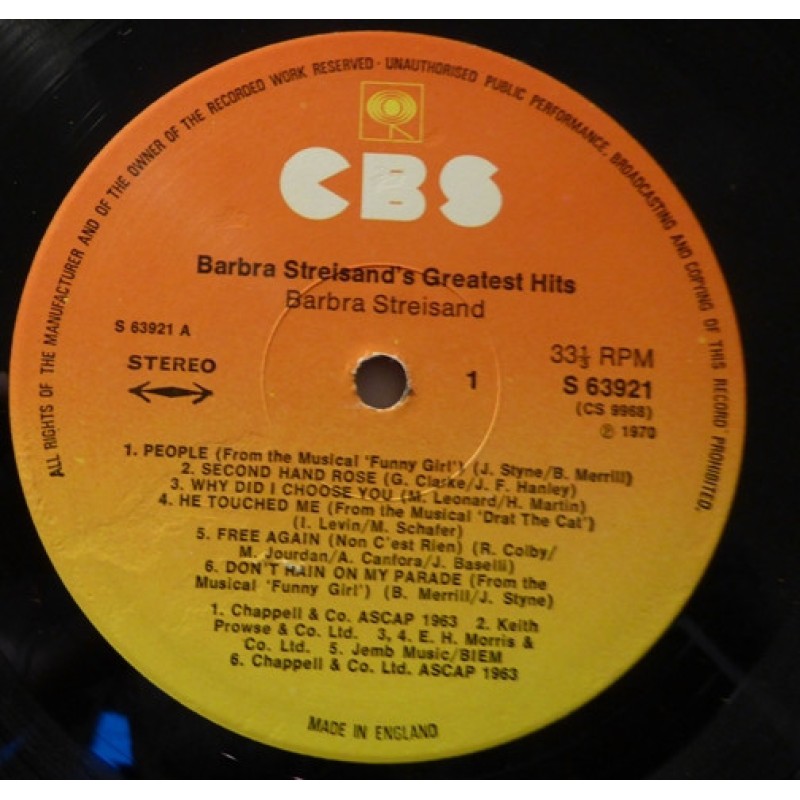 ALL RIGHTS OF THE MANUFACTURER AND OF THE OWNER OF THE RECORDED WORK RESERVED · UNAUTHORISED PUBLIC PERFORMANCE, BROADCASTING AND COPYING OF THIS RECORD PROHIBITED.
CBS
Barbra Streisand's Greatest Hits
Barbra Streisand
S 63921 A
STEREO
1
33⅓ RPM
S 63921
(CS 9968)
℗ 1970
1. PEOPLE (From the Musical 'Funny Girl') (J. Styne/B. Merrill)
2. SECOND HAND ROSE (G. Clarke/J. F. Hanley)
3. WHY DID I CHOOSE YOU (M. Leonard/H. Martin)
4. HE TOUCHED ME (From the Musical 'Drat The Cat')
(I. Levin/M. Schafer)
5. FREE AGAIN (Non C'est Rien) (R. Colby/
M. Jourdan/A. Canfora/J. Baselli)
6. DON'T RAIN ON MY PARADE (From the
Musical 'Funny Girl') (B. Merrill/J. Styne)
1. Chappell & Co. ASCAP 1963 2. Keith
Prowse & Co. Ltd. 3, 4. E. H. Morris &
Co. Ltd. 5. Jemb Music/BIEM
6. Chappell & Co. Ltd. ASCAP 1963
MADE IN ENGLAND